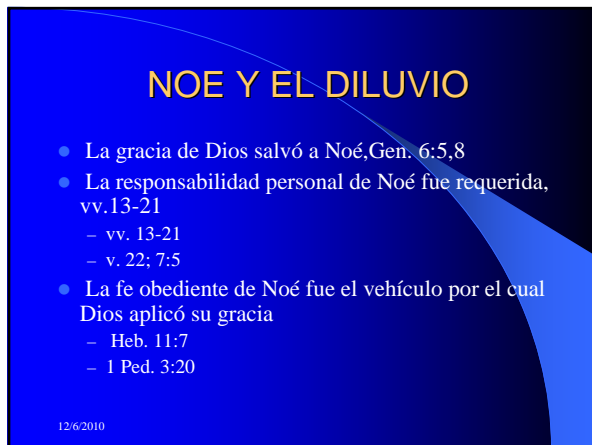 NOE Y EL DILUVIO
La gracia de Dios salvó a Noé,Gen. 6:5,8
La responsabilidad personal de Noé fue requerida,
vv.13-21
– vv. 13-21
– v. 22; 7:5
La fe obediente de Noé fue el vehículo por el cual
Dios aplicó su gracia
– Heb. 11:7
– 1 Ped. 3:20
12/6/2010